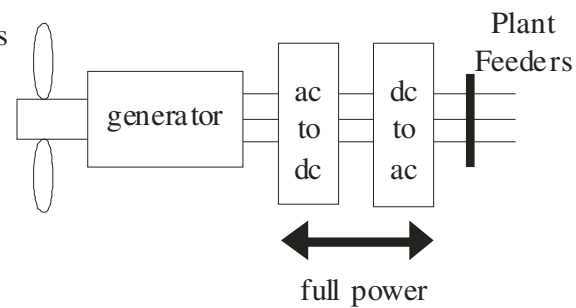 s
Plant
Feeders
generator
ac
to
dc
dc
to
ac
full power